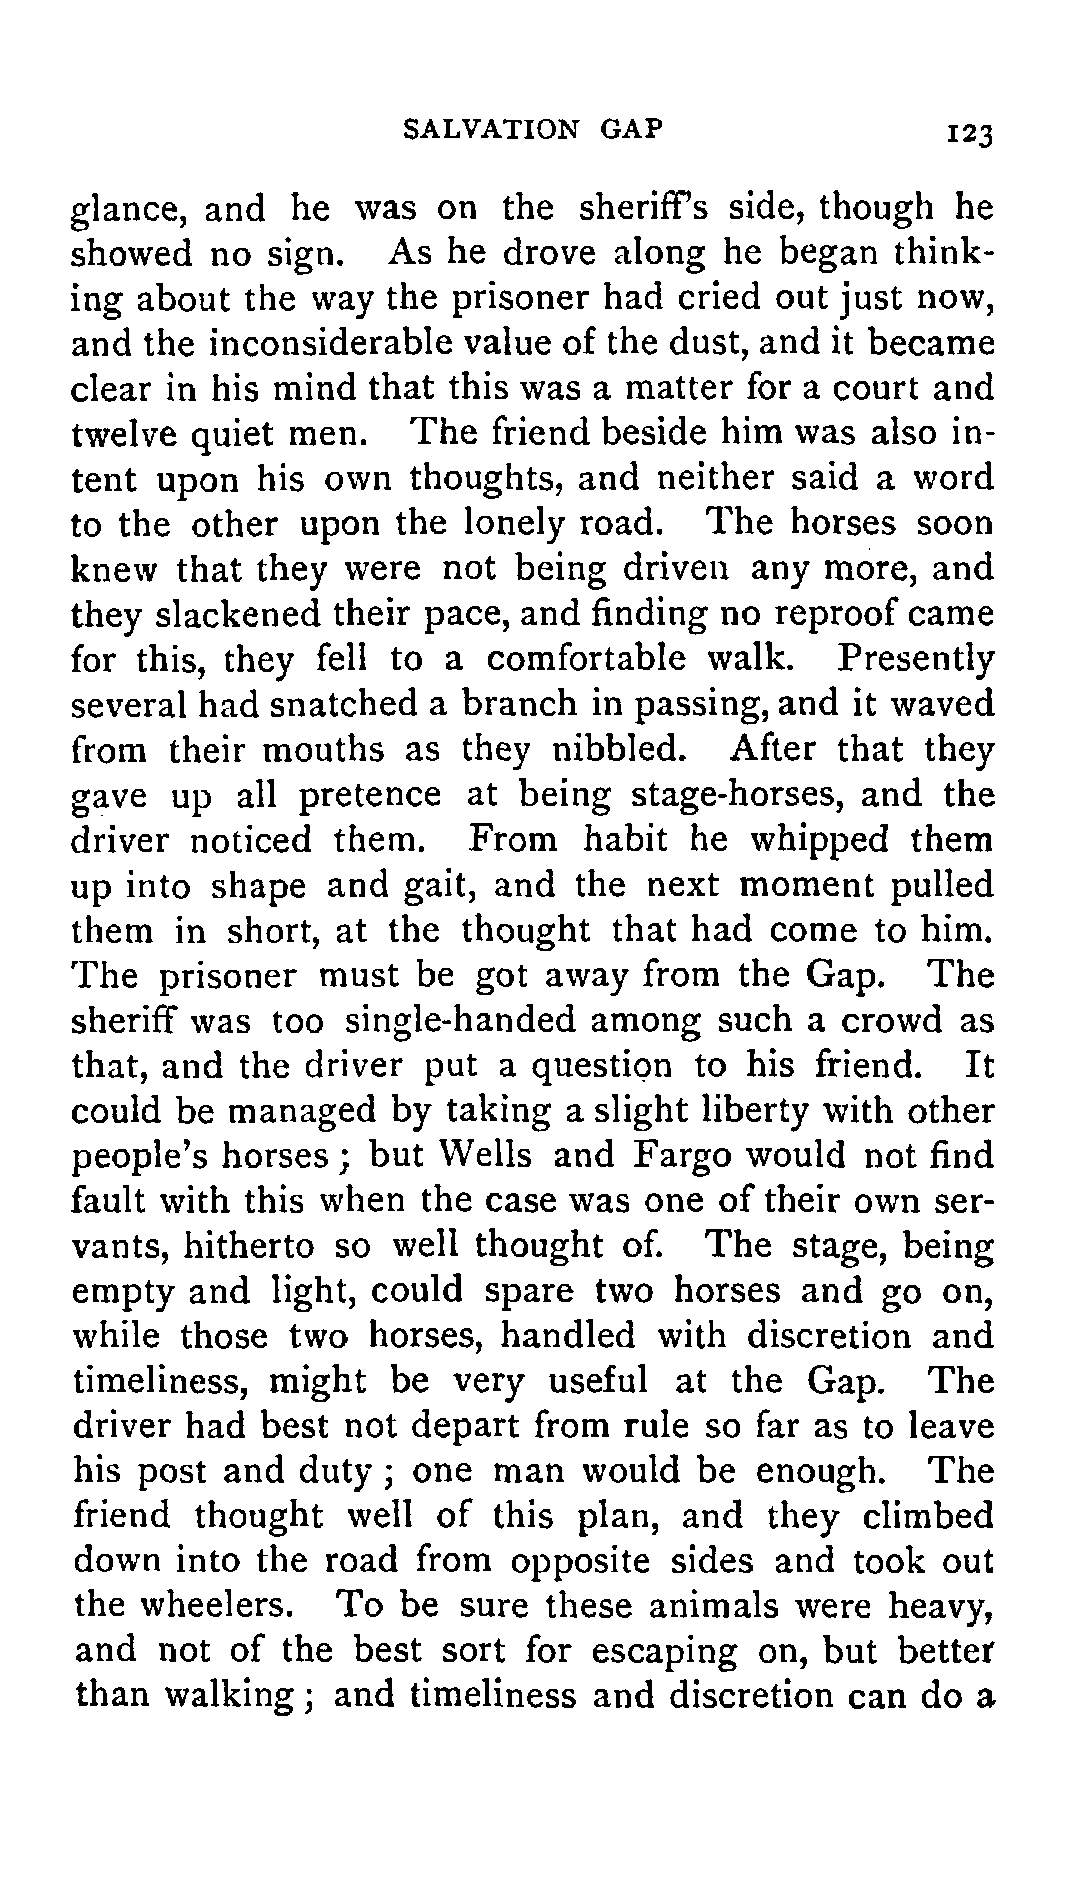 SALVATION GAP 123
glance, and he was on the sheriff's side, though he
showed no sign. As he drove along he began think-
ing about the way the prisoner had cried out just now,
and the inconsiderable value of the dust, and it became
clear in his mind that this was a matter for a court and
twelve quiet men. The friend beside him was also in-
tent upon his own thoughts, and neither said a word
to the other upon the lonely road. The horses soon
knew that they were not being driven any more, and
they slackened their pace, and finding no reproof came
for this, they fell to a comfortable walk. Presently
several had snatched a branch in passing, and it waved
from their mouths as they nibbled. After that they
gave up all pretence at being stage-horses, and the
driver noticed them. From habit he whipped them
up into shape and gait, and the next moment pulled
them in short, at the thought that had come to him.
The prisoner must be got away from the Gap. The
sheriff was too single-handed among such a crowd as
that, and the driver put a question to his friend. It
could be managed by taking a slight liberty with other
people's horses ; but Wells and Fargo would not find
fault with this when the case was one of their own ser-
vants, hitherto so well thought of. The stage, being
empty and light, could spare two horses and go on,
while those two horses, handled with discretion and
timeliness, might be very useful at the Gap. The
driver had best not depart from rule so far as to leave
his post and duty ; one man would be enough. The
friend thought well of this plan, and they climbed
down into the road from opposite sides and took out
the wheelers. To be sure these animals were heavy,
and not of the best sort for escaping on, but better
than walking ; and timeliness and discretion can do a